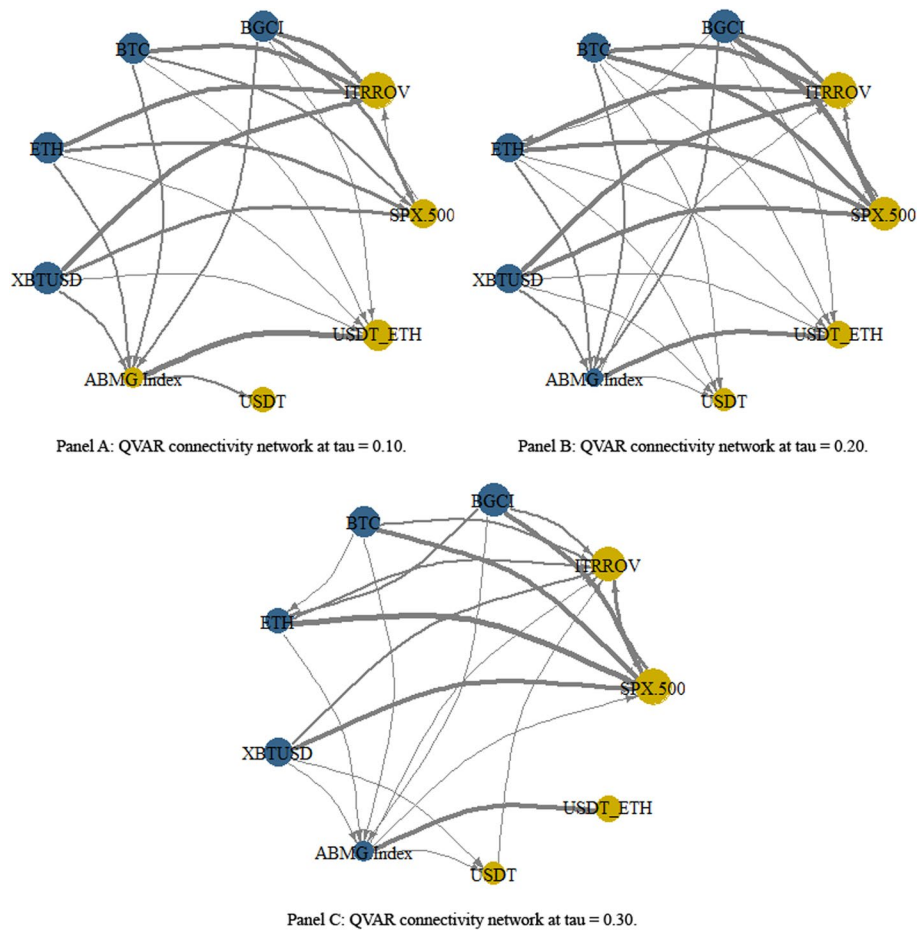 BGCI
BTC
ITRROV
ETH
SPX.500
XBTUSD
USDT_ETH
ABMG.Index
USDT
BGCI
BTC
ITRROV
ETH
SPX.500
XBTUSD
USDT_ETH
ABMG.Index
USDT
Panel A: QVAR connectivity network at tau = 0.10.
Panel B: QVAR connectivity network at tau = 0.20.
BGCI
BTC
ITRROV
ETH
SPX.500
XBTUSD
USDT_ETH
ABMG.Index
USDT
Panel C: QVAR connectivity network at tau = 0.30.